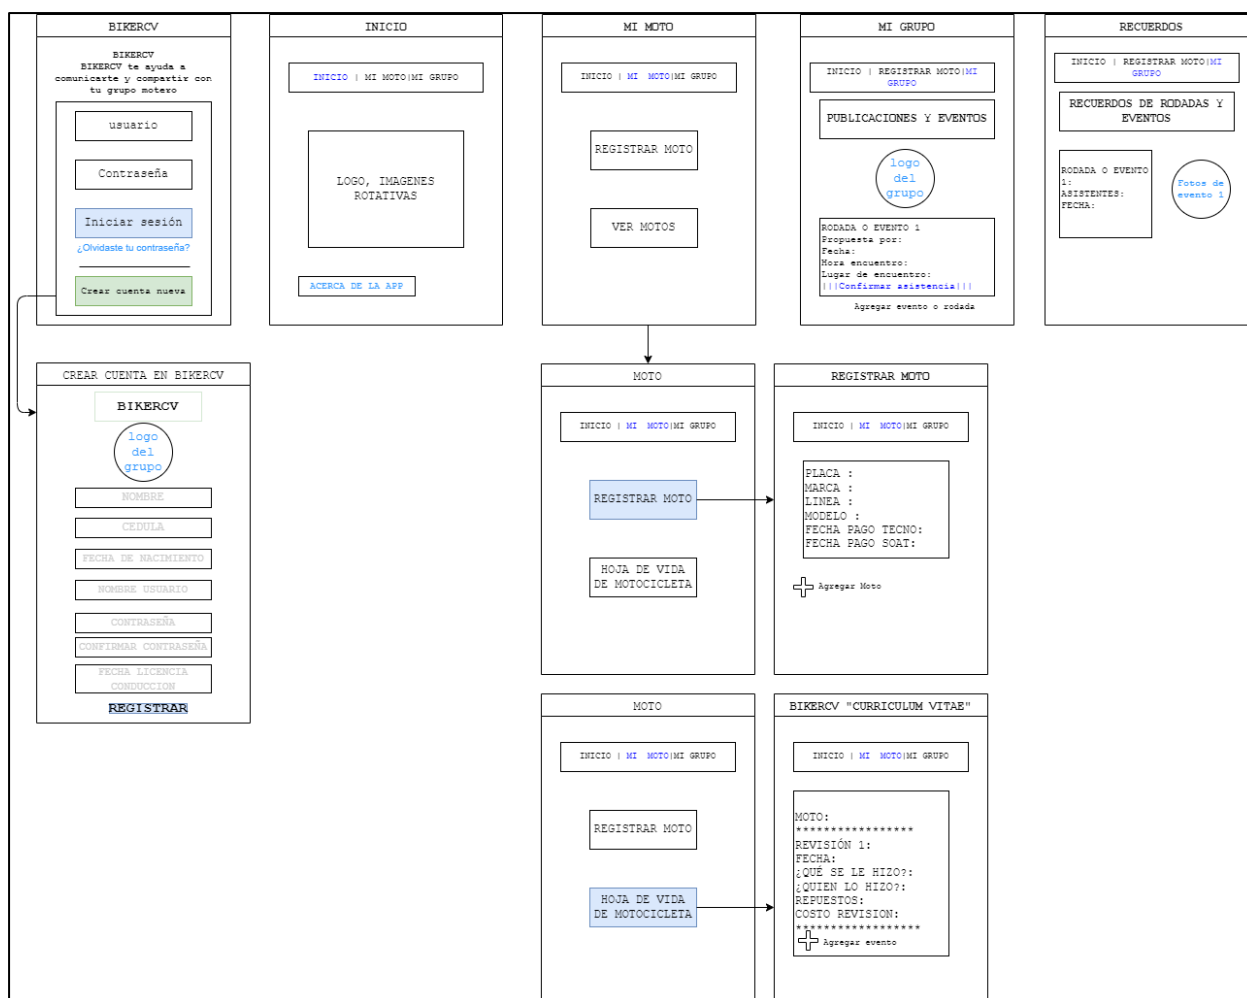 BIKERCV
BIKERCV
BIKERCV te ayuda a
comunicarte y compartir con
tu grupo motero
usuario
Contraseña
Iniciar sesión
¿Olvidaste tu contraseña?
Crear cuenta nueva
INICIO
INICIO | MI MOTO|MI GRUPO
LOGO, IMAGENES
ROTATIVAS
ACERCA DE LA APP
MI MOTO
INICIO | MI MOTO|MI GRUPO
REGISTRAR MOTO
VER MOTOS
MI GRUPO
INICIO | REGISTRAR MOTO|MI
GRUPO
PUBLICACIONES Y EVENTOS
logo
del
grupo
RODADA O EVENTO 1
Propuesta por:
Fecha:
Hora encuentro:
Lugar de encuentro:
|||Confirmar asistencia|||
Agregar evento o rodada
RECUERDOS
INICIO | REGISTRAR MOTO|MI
GRUPO
RECUERDOS DE RODADAS Y
EVENTOS
RODADA O EVENTO
1:
ASISTENTES:
FECHA:
Fotos de
evento 1
CREAR CUENTA EN BIKERCV
BIKERCV
logo
del
grupo
NOMBRE
CEDULA
FECHA DE NACIMIENTO
NOMBRE USUARIO
CONTRASEÑA
CONFIRMAR CONTRASEÑA
FECHA LICENCIA
CONDUCCION
REGISTRAR
MOTO
INICIO | MI MOTO|MI GRUPO
REGISTRAR MOTO
HOJA DE VIDA
DE MOTOCICLETA
REGISTRAR MOTO
INICIO | MI MOTO|MI GRUPO
PLACA :
MARCA :
LINEA :
MODELO :
FECHA PAGO TECNO:
FECHA PAGO SOAT:
Agregar Moto
MOTO
INICIO | MI MOTO|MI GRUPO
REGISTRAR MOTO
HOJA DE VIDA
DE MOTOCICLETA
BIKERCV "CURRICULUM VITAE"
INICIO | MI MOTO|MI GRUPO
MOTO:
*****************
REVISIÓN 1:
FECHA:
¿QUÉ SE LE HIZO?:
¿QUIEN LO HIZO?:
REPUESTOS:
COSTO REVISION:
******************
Agregar evento